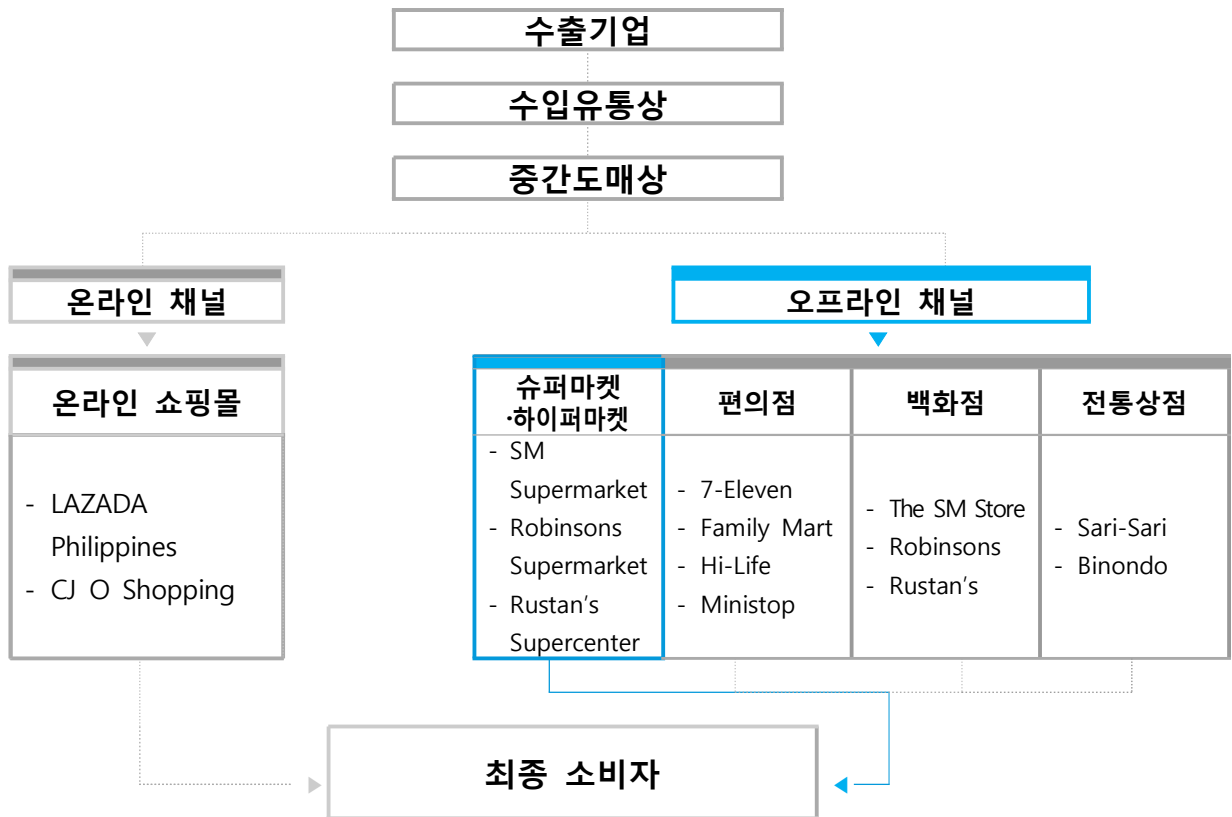 수출기업
수입유통상
중간도매상
온라인 채널
오프라인 채널
온라인 쇼핑몰
- LAZADA
Philippines
- CJ O Shopping
슈퍼마켓
·하이퍼마켓
- SM
Supermarket
- Robinsons
Supermarket
- Rustan's
Supercenter
편의점
- 7-Eleven
- Family Mart
- Hi-Life
- Ministop
백화점
- The SM Store
- Robinsons
- Rustan's
전통상점
- Sari-Sari
- Binondo
최종 소비자